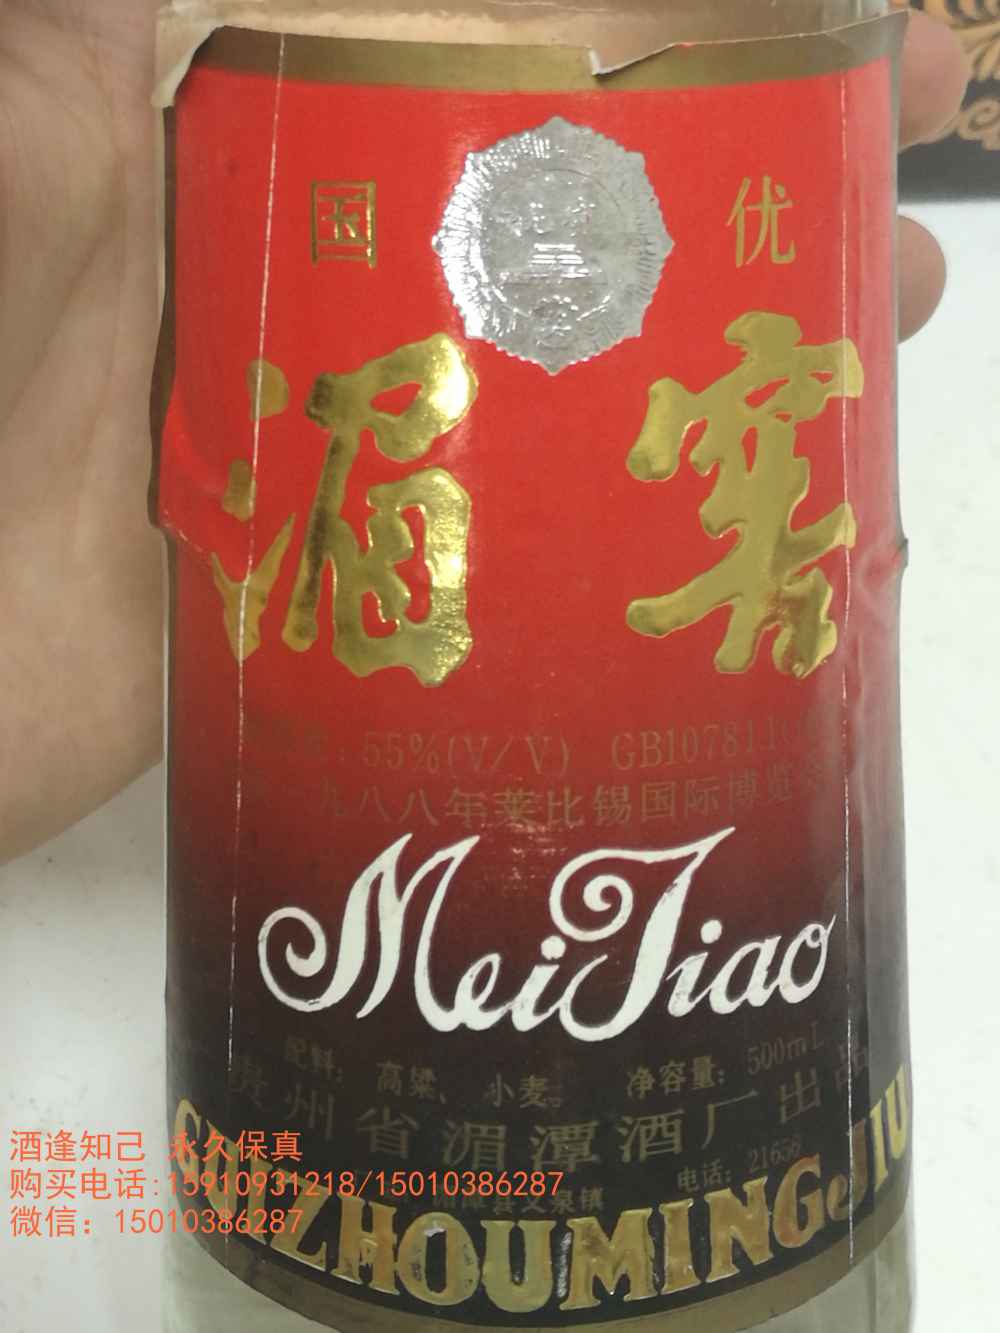 国 优
湄 窖
55%(V/V) GB10781.1
一九八八年莱比锡国际博览会
MeiJiao
配料: 高粱、小麦。 净容量: 500mL
贵州省湄潭酒厂出品
电话: 21656
GUIZHOUMINGJIU
酒逢知己 永久保真
购买电话:15910931218/15010386287
微信: 15010386287